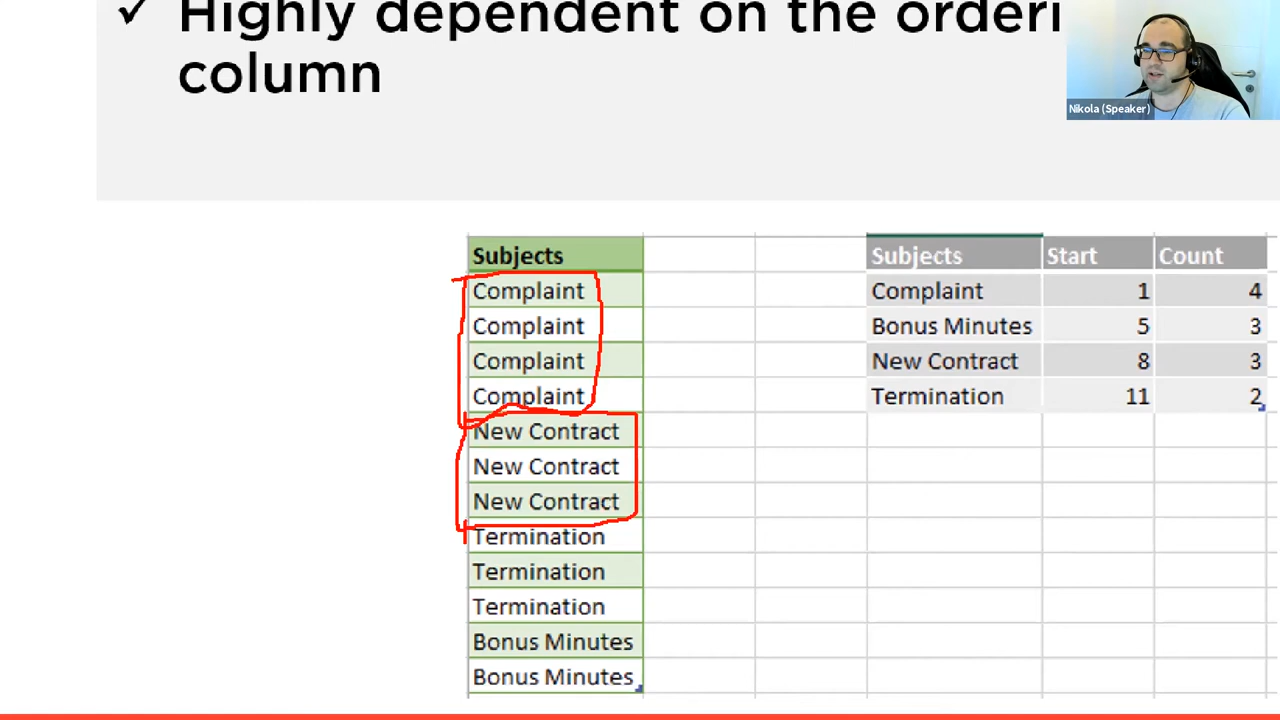 ✓ Highly dependent on the orderi
column
Nikola (Speaker)
Subjects
Complaint
Complaint
Complaint
Complaint
New Contract
New Contract
New Contract
Termination
Termination
Termination
Bonus Minutes
Bonus Minutes
Subjects Start Count
Complaint 1 4
Bonus Minutes 5 3
New Contract 8 3
Termination 11 2